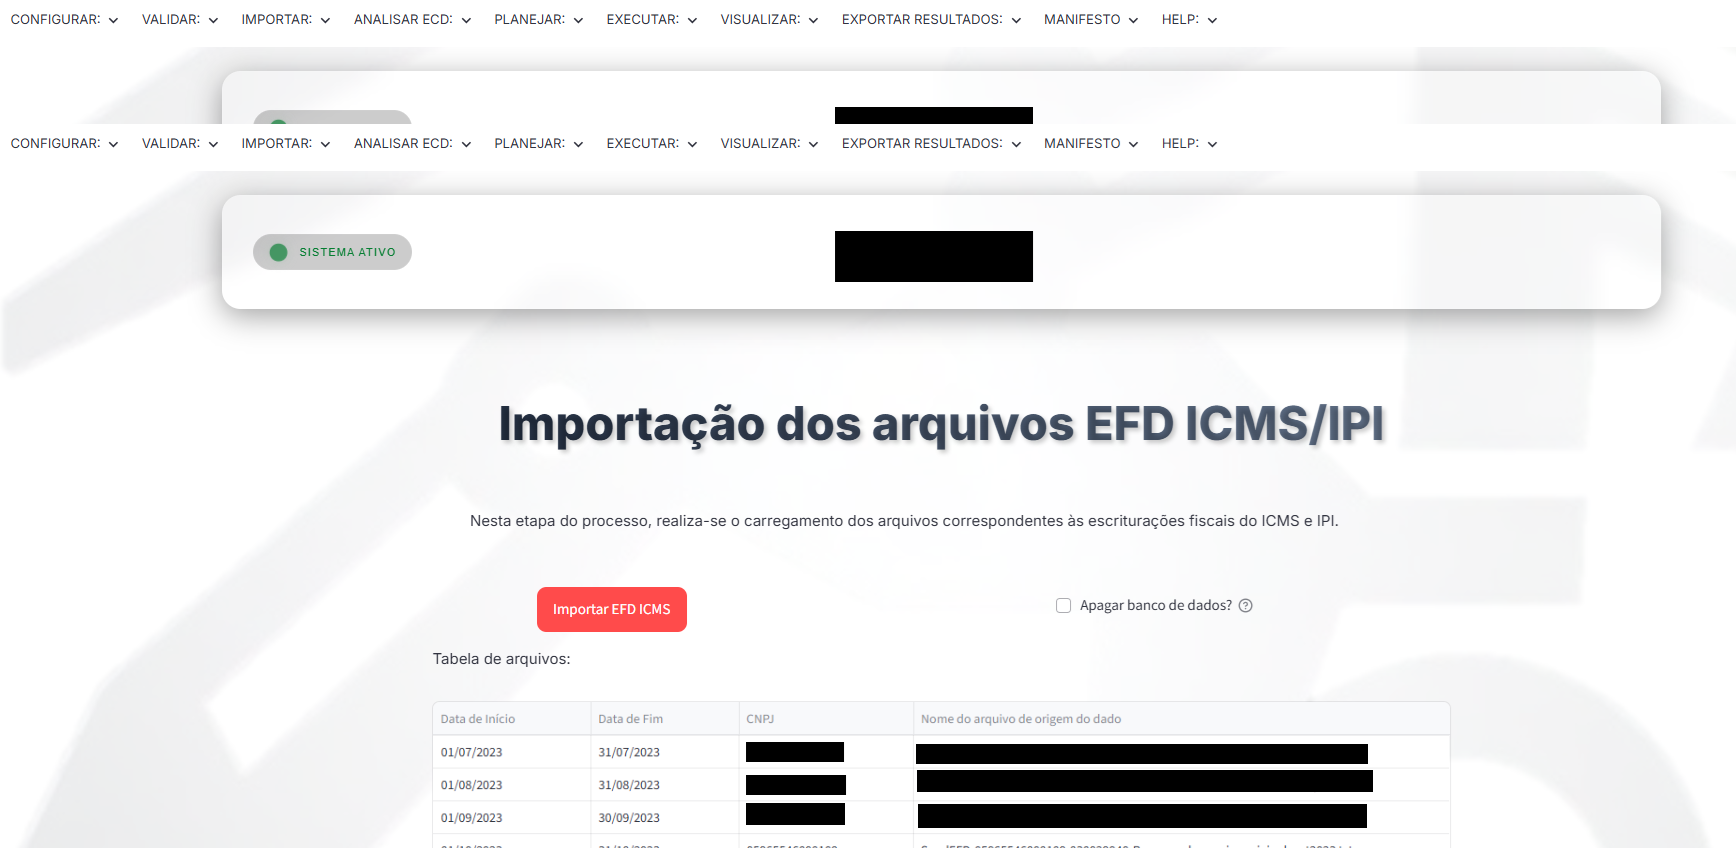 CONFIGURAR: VALIDAR: IMPORTAR: ANALISAR ECD: PLANEJAR: EXECUTAR: VISUALIZAR: EXPORTAR RESULTADOS: MANIFESTO HELP:
CONFIGURAR: VALIDAR: IMPORTAR: ANALISAR ECD: PLANEJAR: EXECUTAR: VISUALIZAR: EXPORTAR RESULTADOS: MANIFESTO HELP:
SISTEMA ATIVO
Importação dos arquivos EFD ICMS/IPI
Nesta etapa do processo, realiza-se o carregamento dos arquivos correspondentes às escriturações fiscais do ICMS e IPI.
Importar EFD ICMS Apagar banco de dados?
Tabela de arquivos:
Data de Início Data de Fim CNPJ Nome do arquivo de origem do dado
01/07/2023 31/07/2023
01/08/2023 31/08/2023
01/09/2023 30/09/2023